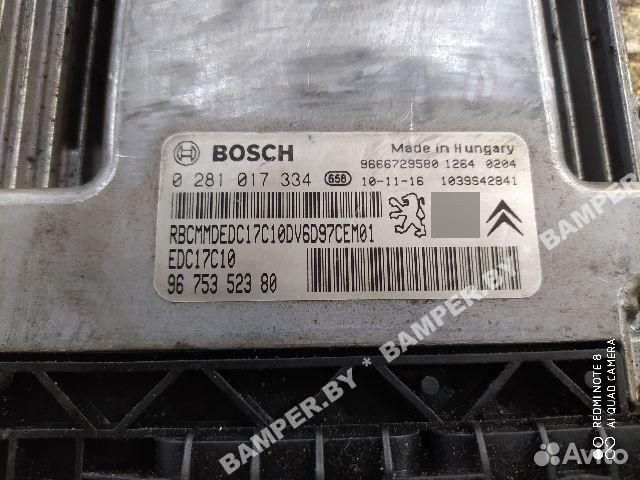 BOSCH
Made in Hungary
9666729580 1264 0204
0 281 017 334 658 10-11-16 1039S42841
RBCMMDEDC17C10DV6D97CEM01
EDC17C10
96 753 523 80
BAMPER.BY * BAMPER.BY * BAMPER.BY
REDMI NOTE 8
AI QUAD CAMERA
Avito